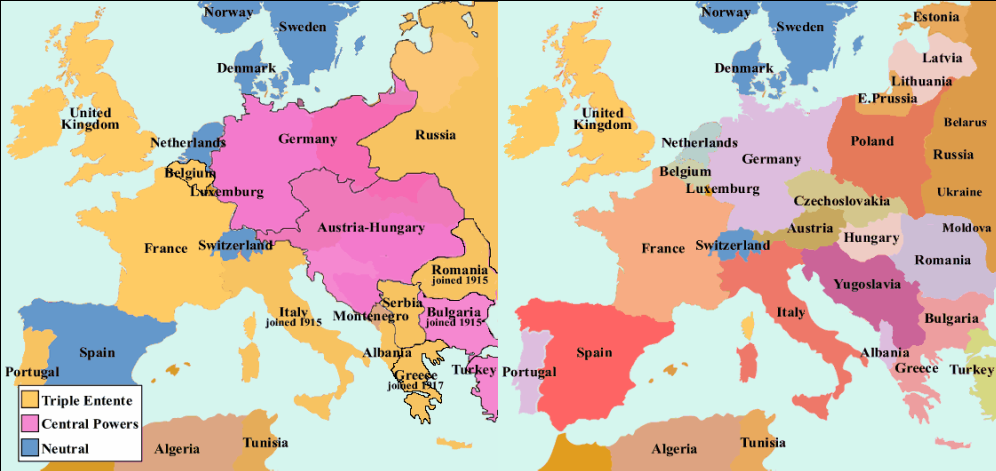 Norway
Sweden
Denmark
United
Kingdom
Netherlands
Germany
Russia
Belgium
Luxemburg
Austria-Hungary
France
Switzerland
Romania
joined 1915
Serbia
Italy
joined 1915
Montenegro
Bulgaria
joined 1915
Spain
Albania
Portugal
Greece
joined 1917
Turkey
Triple Entente
Central Powers
Neutral
Algeria
Tunisia
Norway
Sweden
Estonia
Latvia
Denmark
Lithuania
E.Prussia
United
Kingdom
Belarus
Netherlands
Poland
Germany
Russia
Belgium
Luxemburg
Ukraine
Czechoslovakia
Austria
Moldova
France
Switzerland
Hungary
Romania
Yugoslavia
Italy
Bulgaria
Spain
Albania
Portugal
Greece
Turkey
Algeria
Tunisia